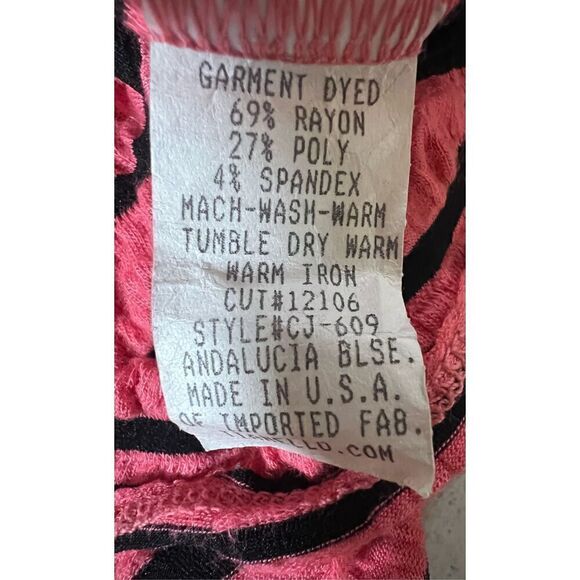 GARMENT DYED
69% RAYON
27% POLY
4% SPANDEX
MACH-WASH-WARM
TUMBLE DRY WARM
WARM IRON
CUT#12106
STYLE#CJ-609
ANDALUCIA BLSE.
MADE IN U.S.A.
OF IMPORTED FAB.